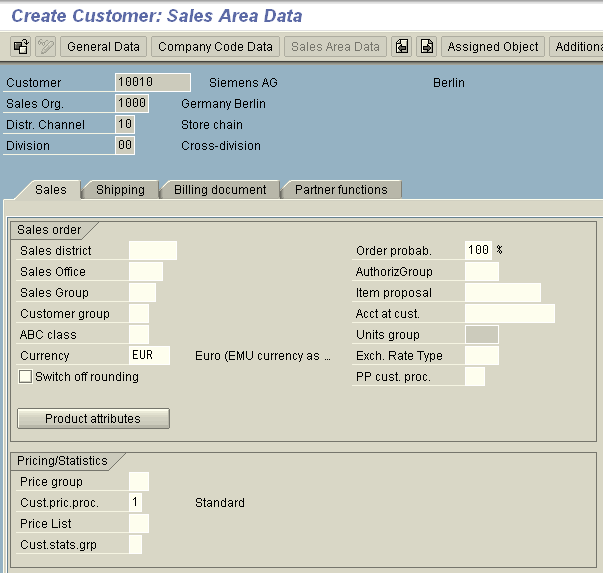 Create Customer: Sales Area Data
General Data Company Code Data Sales Area Data Assigned Object Additiona
Customer 10010 Siemens AG Berlin
Sales Org. 1000 Germany Berlin
Distr. Channel 10 Store chain
Division 00 Cross-division
Sales Shipping Billing document Partner functions
Sales order
Sales district Order probab. 100 %
Sales Office AuthorizGroup
Sales Group Item proposal
Customer group Acct at cust.
ABC class Units group
Currency EUR Euro (EMU currency as ... Exch. Rate Type
Switch off rounding PP cust. proc.
Product attributes
Pricing/Statistics
Price group
Cust.pric.proc. 1 Standard
Price List
Cust.stats.grp